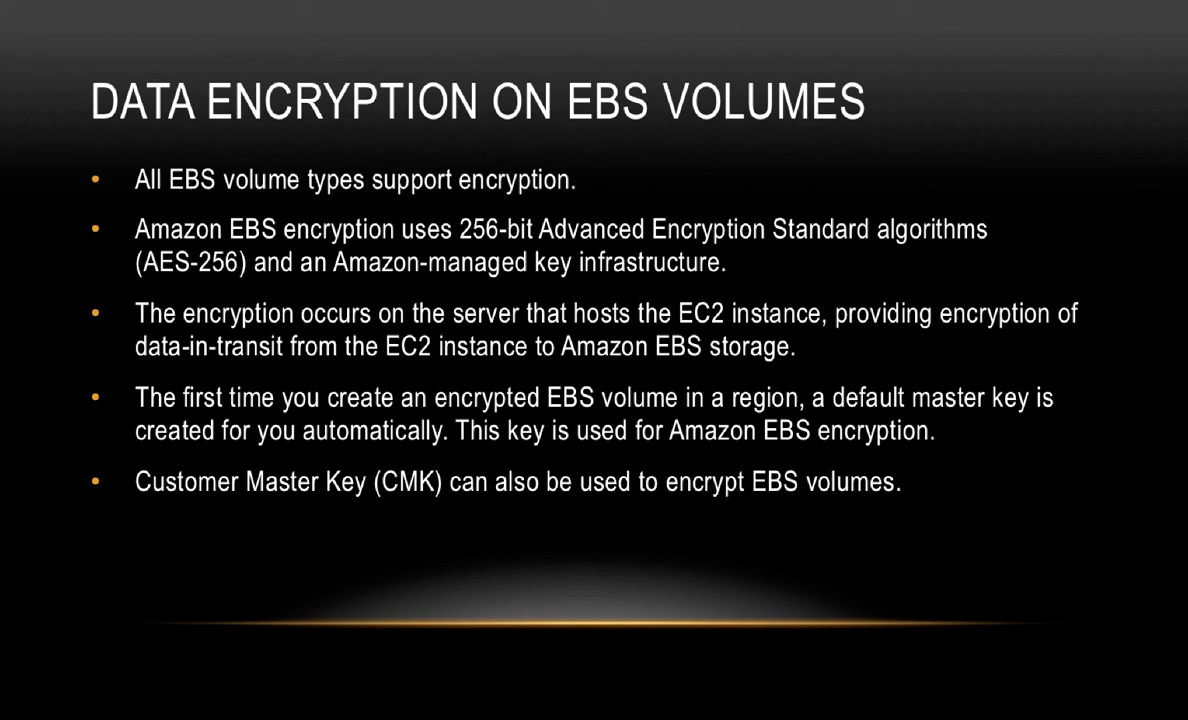 DATA ENCRYPTION ON EBS VOLUMES
• All EBS volume types support encryption.
• Amazon EBS encryption uses 256-bit Advanced Encryption Standard algorithms
(AES-256) and an Amazon-managed key infrastructure.
• The encryption occurs on the server that hosts the EC2 instance, providing encryption of
data-in-transit from the EC2 instance to Amazon EBS storage.
• The first time you create an encrypted EBS volume in a region, a default master key is
created for you automatically. This key is used for Amazon EBS encryption.
• Customer Master Key (CMK) can also be used to encrypt EBS volumes.